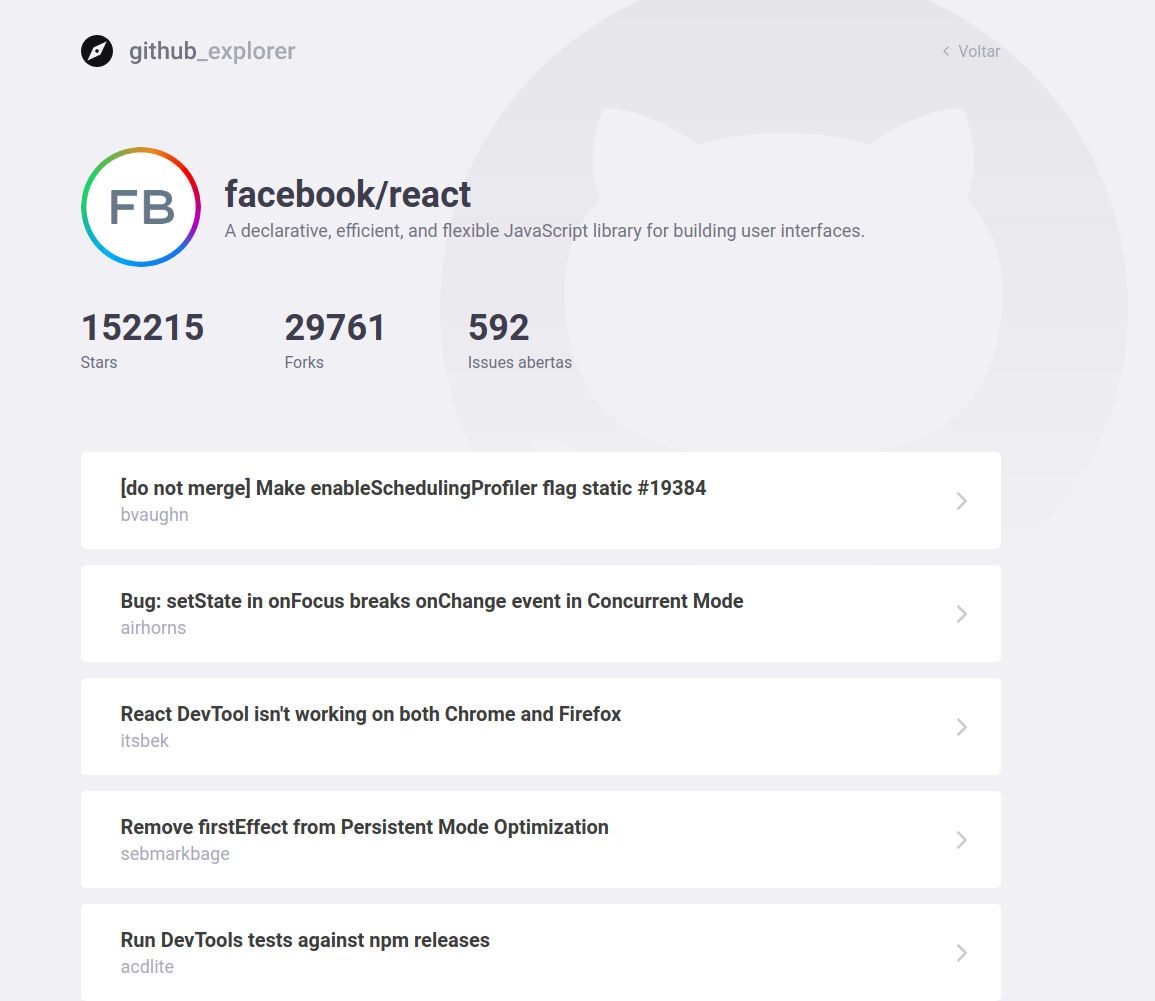 github_explorer
Voltar
FB
facebook/react
A declarative, efficient, and flexible JavaScript library for building user interfaces.
152215 29761 592
Stars Forks Issues abertas
[do not merge] Make enableSchedulingProfiler flag static #19384
bvaughn
Bug: setState in onFocus breaks onChange event in Concurrent Mode
airhorns
React DevTool isn't working on both Chrome and Firefox
itsbek
Remove firstEffect from Persistent Mode Optimization
sebmarkbage
Run DevTools tests against npm releases
acdlite